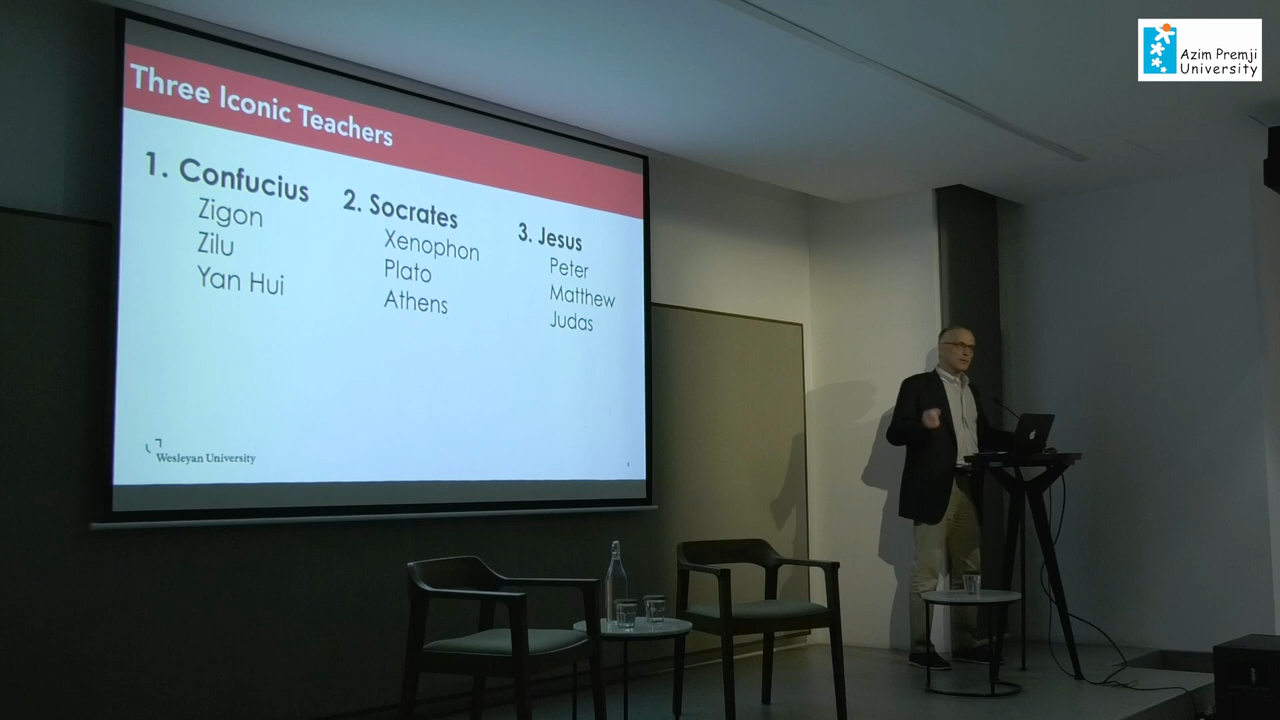 Azim Premji
University
Three Iconic Teachers
1. Confucius
Zigon
Zilu
Yan Hui
2. Socrates
Xenophon
Plato
Athens
3. Jesus
Peter
Matthew
Judas
Wesleyan University